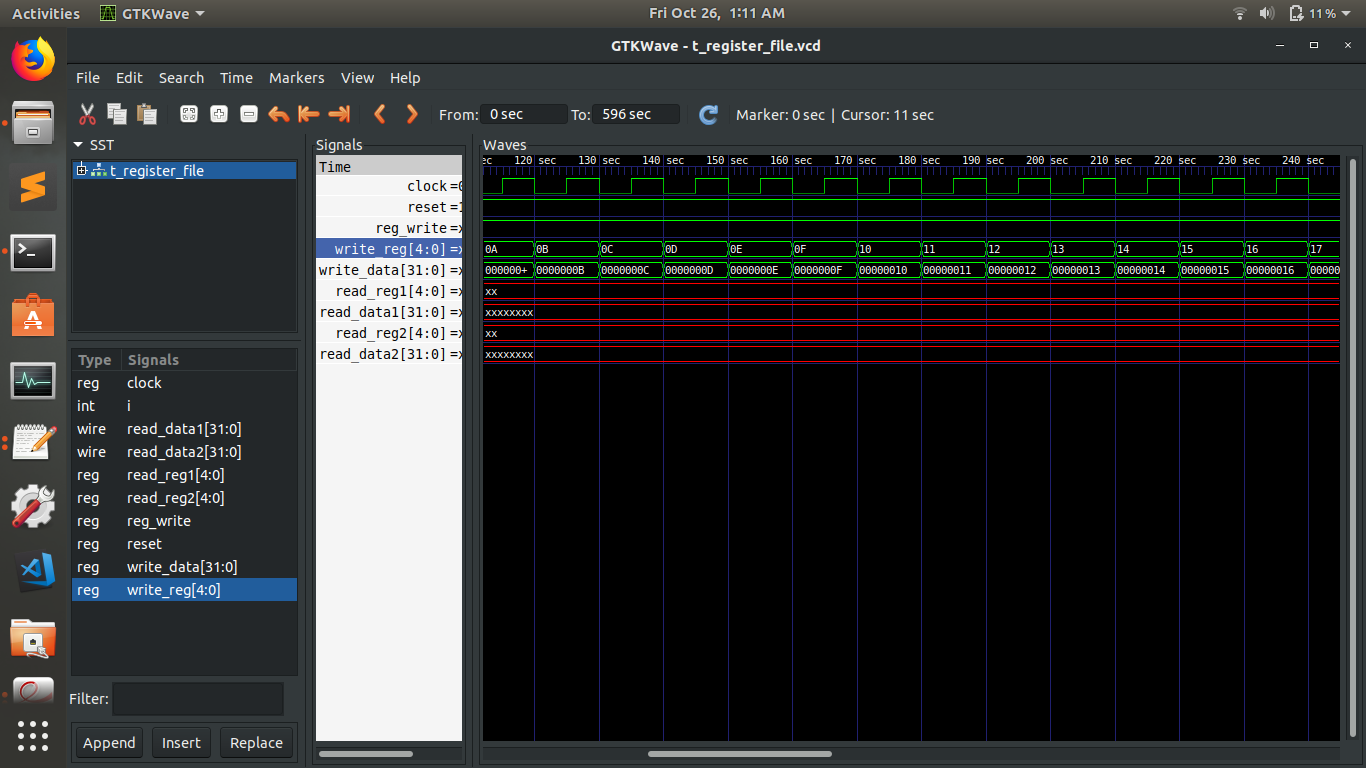 Activities GTKWave Fri Oct 26, 1:11 AM 11%
GTKWave - t_register_file.vcd
File Edit Search Time Markers View Help
From: 0 sec To: 596 sec Marker: 0 sec | Cursor: 11 sec
SST
t_register_file
Type Signals
reg clock
int i
wire read_data1[31:0]
wire read_data2[31:0]
reg read_reg1[4:0]
reg read_reg2[4:0]
reg reg_write
reg reset
reg write_data[31:0]
reg write_reg[4:0]
Filter:
Append Insert Replace
Signals
Time
clock =0
reset =1
reg_write =x
write_reg[4:0] =x
write_data[31:0] =x
read_reg1[4:0] =x
read_data1[31:0] =x
read_reg2[4:0] =x
read_data2[31:0] =x
Waves
ec 120 sec 130 sec 140 sec 150 sec 160 sec 170 sec 180 sec 190 sec 200 sec 210 sec 220 sec 230 sec 240 sec
0A 0B 0C 0D 0E 0F 10 11 12 13 14 15 16 17
000000+ 0000000B 0000000C 0000000D 0000000E 0000000F 00000010 00000011 00000012 00000013 00000014 00000015 00000016 00000
xx
xxxxxxxx
xx
xxxxxxxx